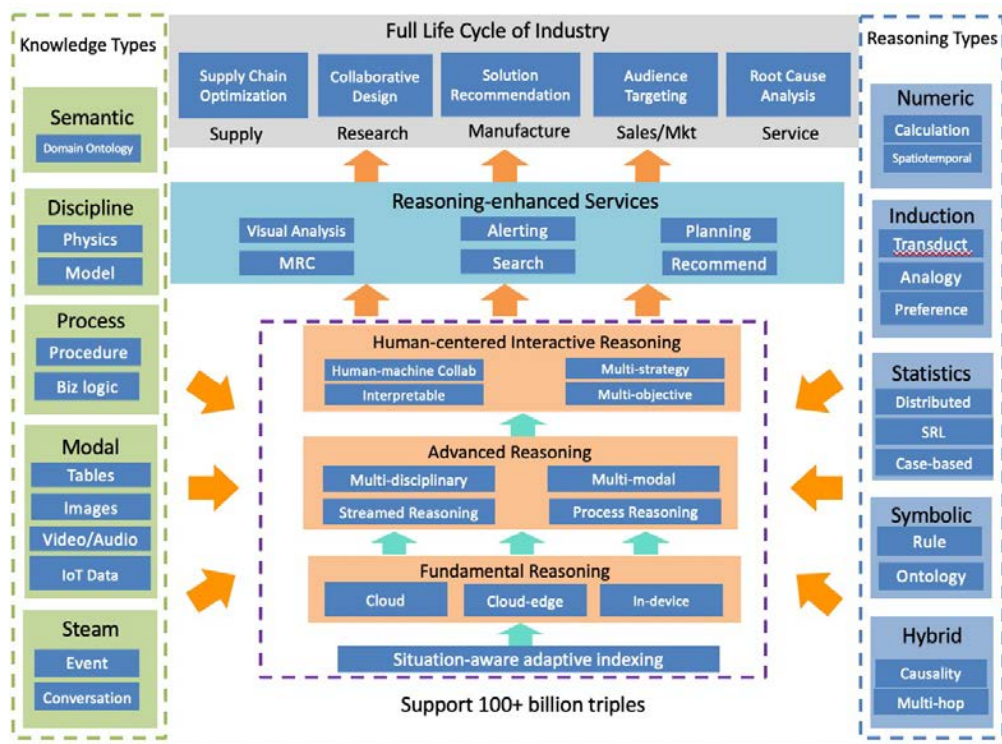 Knowledge Types
Semantic
Domain Ontology
Discipline
Physics
Model
Process
Procedure
Biz logic
Modal
Tables
Images
Video/Audio
IoT Data
Steam
Event
Conversation
Full Life Cycle of Industry
Supply Chain
Optimization
Collaborative
Design
Solution
Recommendation
Audience
Targeting
Root Cause
Analysis
Supply
Research
Manufacture
Sales/Mkt
Service
Reasoning-enhanced Services
Visual Analysis
Alerting
Planning
MRC
Search
Recommend
Human-centered Interactive Reasoning
Human-machine Collab
Multi-strategy
Interpretable
Multi-objective
Advanced Reasoning
Multi-disciplinary
Multi-modal
Streamed Reasoning
Process Reasoning
Fundamental Reasoning
Cloud
Cloud-edge
In-device
Situation-aware adaptive indexing
Support 100+ billion triples
Reasoning Types
Numeric
Calculation
Spatiotemporal
Induction
Transduct
Analogy
Preference
Statistics
Distributed
SRL
Case-based
Symbolic
Rule
Ontology
Hybrid
Causality
Multi-hop